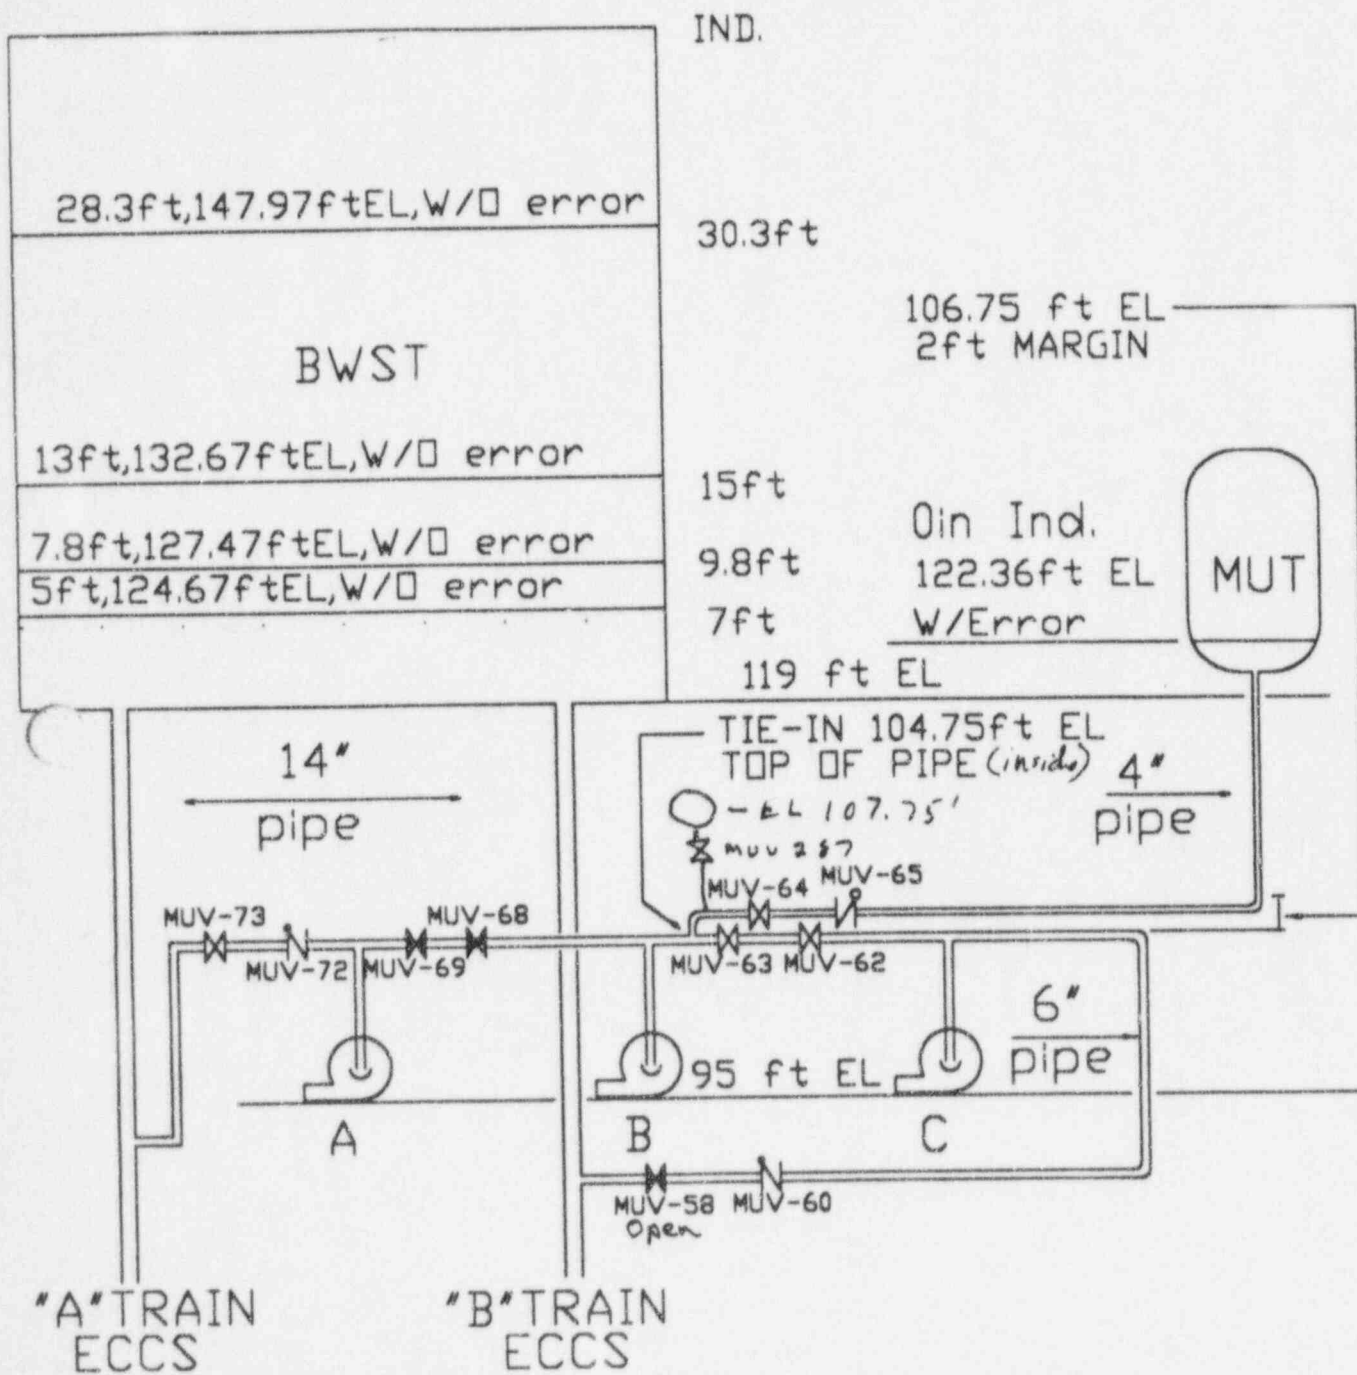 IND.
28.3ft,147.97ftEL,W/O error
30.3ft
106.75 ft EL
2ft MARGIN
BWST
13ft,132.67ftEL,W/O error
15ft
0in Ind.
122.36ft EL
W/Error
MUT
7.8ft,127.47ftEL,W/O error
9.8ft
5ft,124.67ftEL,W/O error
7ft
119 ft EL
TIE-IN 104.75ft EL
TOP OF PIPE (inside)
14"
pipe
4"
pipe
- EL 107.75'
MUV 287
MUV-64
MUV-65
MUV-73
MUV-68
MUV-72
MUV-69
MUV-63
MUV-62
6"
pipe
95 ft EL
A
B
C
MUV-58
MUV-60
Open
"A"TRAIN
ECCS
"B"TRAIN
ECCS